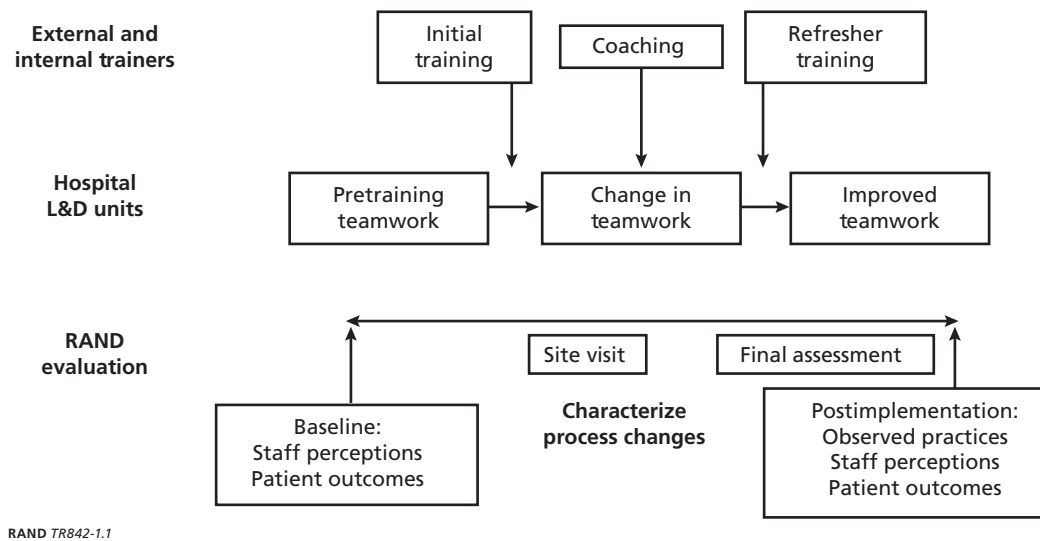 External and
internal trainers
Initial
training
Coaching
Refresher
training
Hospital
L&D units
Pretraining
teamwork
Change in
teamwork
Improved
teamwork
RAND
evaluation
Site visit
Final assessment
Baseline:
Staff perceptions
Patient outcomes
Characterize
process changes
Postimplementation:
Observed practices
Staff perceptions
Patient outcomes
RAND TR842-1.1